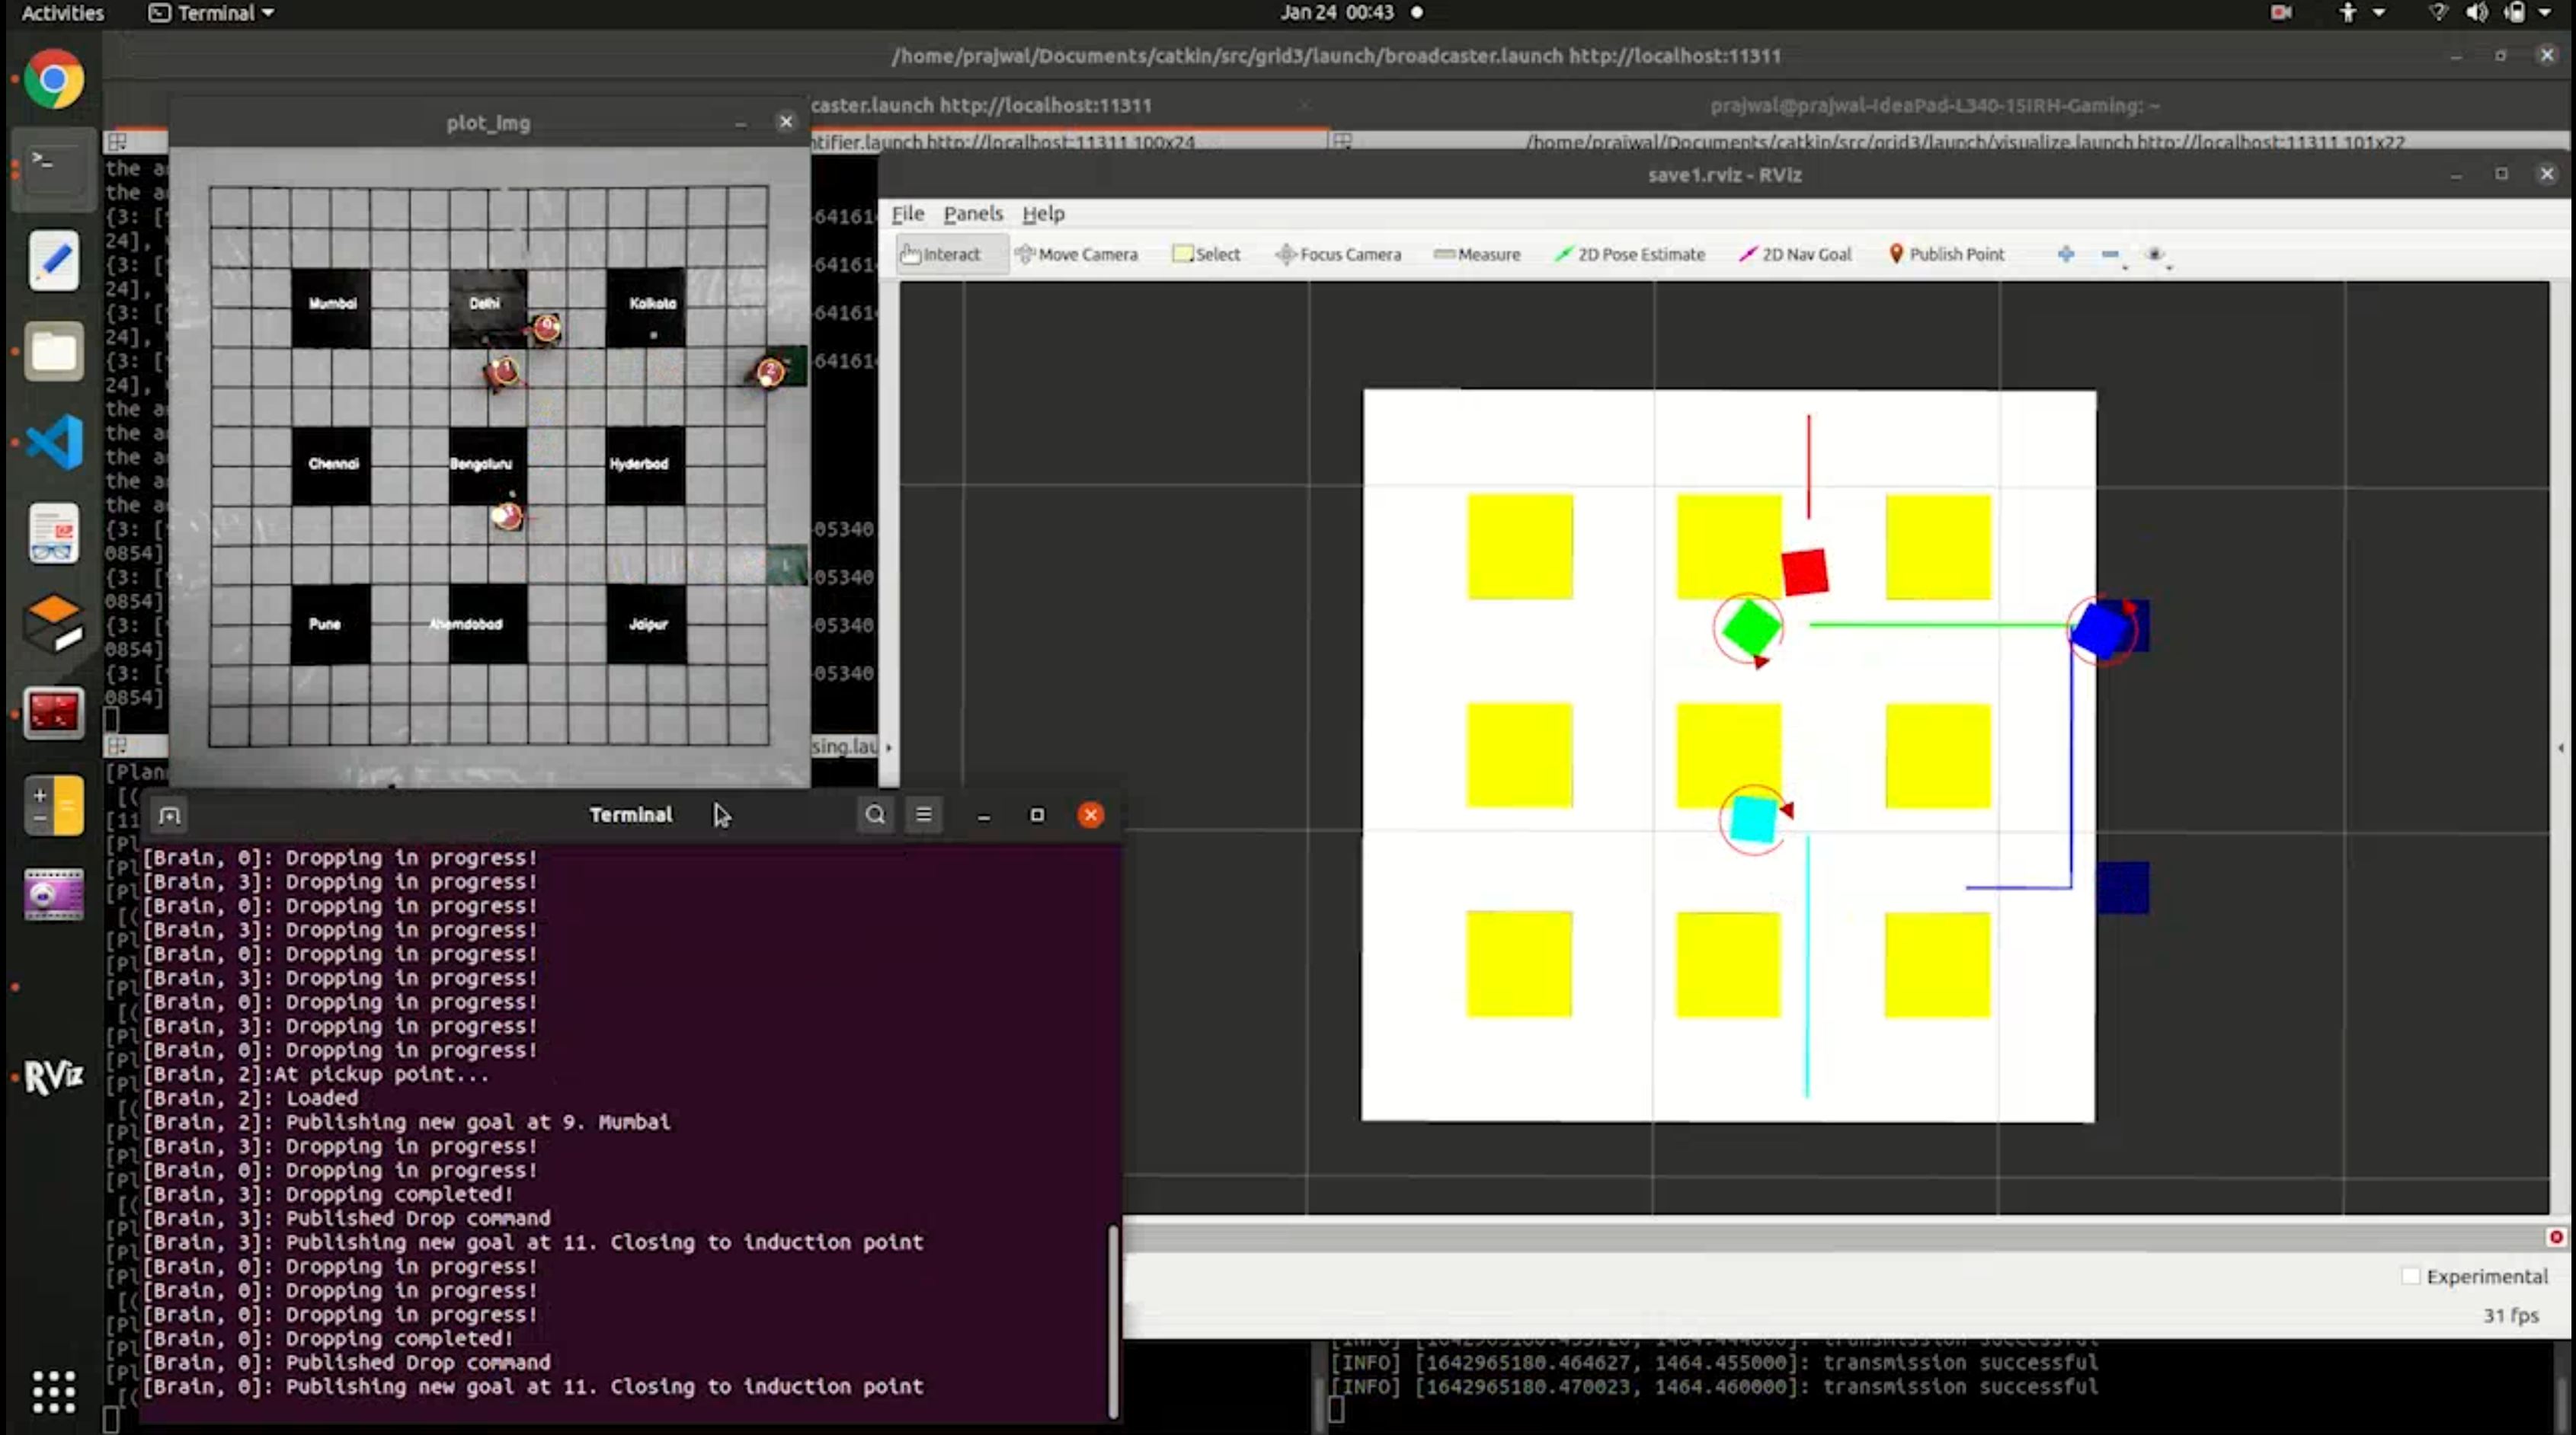 Activities
Terminal
Jan 24 00:43
/home/prajwal/Documents/catkin/src/grid3/launch/broadcaster.launch http://localhost:11311
caster.launch http://localhost:11311
prajwal@prajwal-IdeaPad-L340-15IRH-Gaming: ~
ntifier.launch http://localhost:11311 100x24
/home/prajwal/Documents/catkin/src/grid3/launch/visualize.launch http://localhost:11311 101x22
plot_img
Mumbai
Delhi
Kolkata
1
2
Chennai
Bengaluru
Hyderbad
Pune
Ahemdabad
Jaipur
save1.rviz - RViz
File Panels Help
Interact Move Camera Select Focus Camera Measure 2D Pose Estimate 2D Nav Goal Publish Point
the a
the a
{3: [
24],
{3: [
24],
{3: [
24],
{3: [
24],
the a
the a
the a
the a
the a
{3: [
0854]
{3: [
0854]
{3: [
0854]
{3: [
0854]
64161
64161
64161
64161
05340
05340
05340
05340
sing.lau
[Plan
RViz
Terminal
[Brain, 0]: Dropping in progress!
[Brain, 3]: Dropping in progress!
[Brain, 0]: Dropping in progress!
[Brain, 3]: Dropping in progress!
[Brain, 0]: Dropping in progress!
[Brain, 3]: Dropping in progress!
[Brain, 0]: Dropping in progress!
[Brain, 3]: Dropping in progress!
[Brain, 0]: Dropping in progress!
[Brain, 2]:At pickup point...
[Brain, 2]: Loaded
[Brain, 2]: Publishing new goal at 9. Mumbai
[Brain, 3]: Dropping in progress!
[Brain, 0]: Dropping in progress!
[Brain, 3]: Dropping completed!
[Brain, 3]: Published Drop command
[Brain, 3]: Publishing new goal at 11. Closing to induction point
[Brain, 0]: Dropping in progress!
[Brain, 0]: Dropping in progress!
[Brain, 0]: Dropping in progress!
[Brain, 0]: Dropping completed!
[Brain, 0]: Published Drop command
[Brain, 0]: Publishing new goal at 11. Closing to induction point
Experimental
31 fps
[INFO] [1642965180.464627, 1464.455000]: transmission successful
[INFO] [1642965180.470023, 1464.460000]: transmission successful